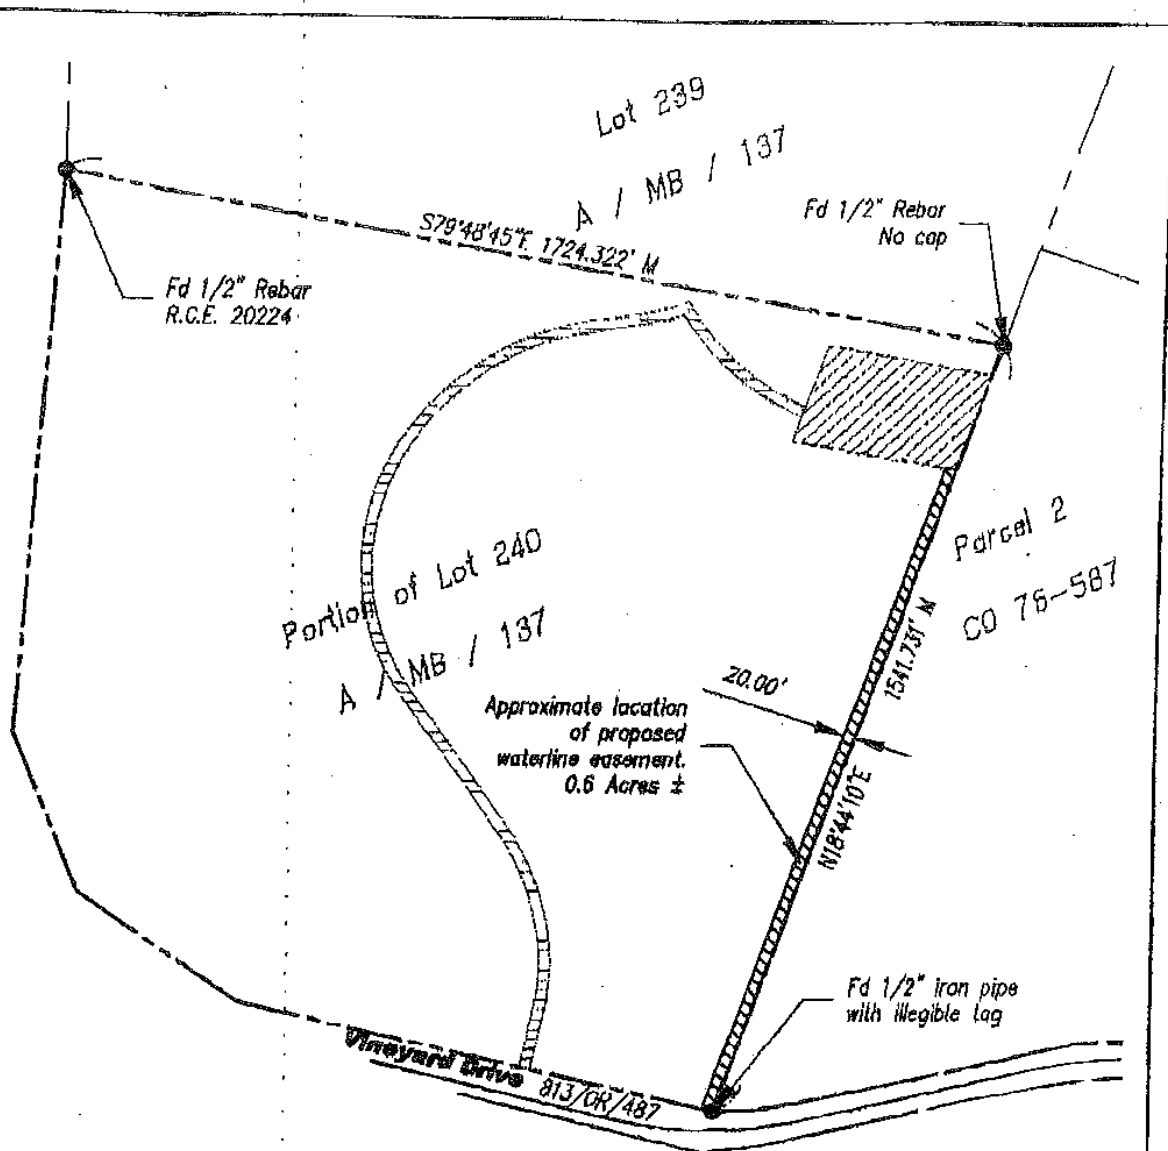 Lot 239
A / MB / 137
Fd 1/2" Rebar
No cap
S79°48'45"E 1724.322' M
Fd 1/2" Rebar
R.C.E. 20224
Portion of Lot 240
A / MB / 137
Parcel 2
CO 76-587
1541.731' M
20.00'
Approximate location
of proposed
waterline easement.
0.6 Acres ±
N18°44'10"E
Fd 1/2" iron pipe
with illegible tag
Vineyard Drive 813/OR/487